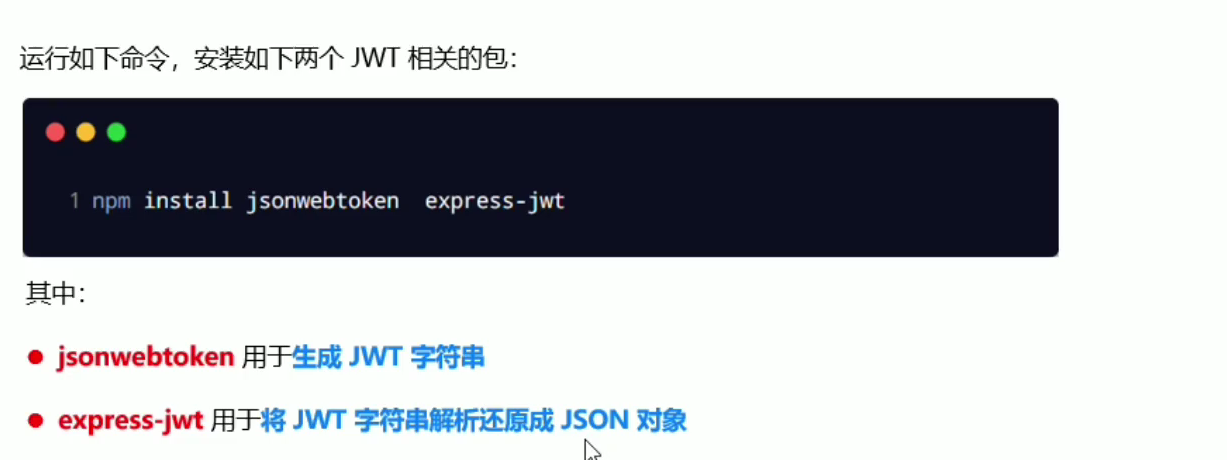 运行如下命令，安装如下两个 JWT 相关的包：
1 npm install jsonwebtoken  express-jwt
其中：
● jsonwebtoken 用于生成 JWT 字符串
● express-jwt 用于将 JWT 字符串解析还原成 JSON 对象